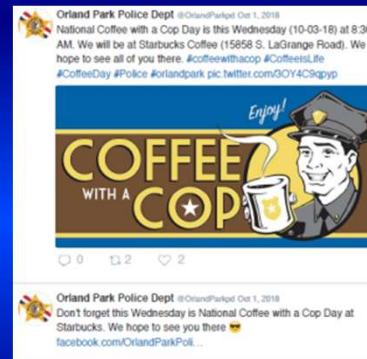 Orland Park Police Dept @OrlandParkpd Oct 1, 2018
National Coffee with a Cop Day is this Wednesday (10-03-18) at 8:30
AM. We will be at Starbucks Coffee (15858 S. LaGrange Road). We
hope to see all of you there. #coffeewithacop #CoffeeisLife
#CoffeeDay #Police #orlandpark pic.twitter.com/3OY4C9qpyp
Enjoy!
COFFEE
WITH A
COP
0 2 2
Orland Park Police Dept @OrlandParkpd Oct 1, 2018
Don't forget this Wednesday is National Coffee with a Cop Day at
Starbucks. We hope to see you there 😎
facebook.com/OrlandParkPoli...